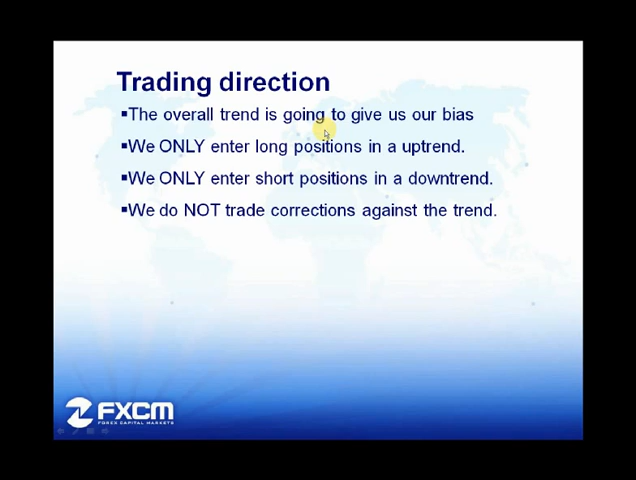 Trading direction
▪The overall trend is going to give us our bias
▪We ONLY enter long positions in a uptrend.
▪We ONLY enter short positions in a downtrend.
▪We do NOT trade corrections against the trend.
FXCM
FOREX CAPITAL MARKETS